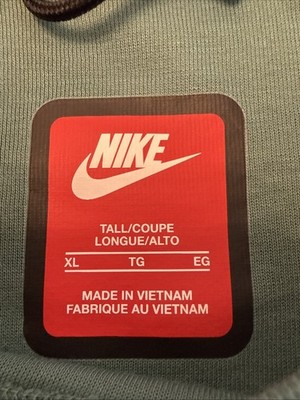 NIKE
TALL/COUPE
LONGUE/ALTO
XL TG EG
MADE IN VIETNAM
FABRIQUE AU VIETNAM